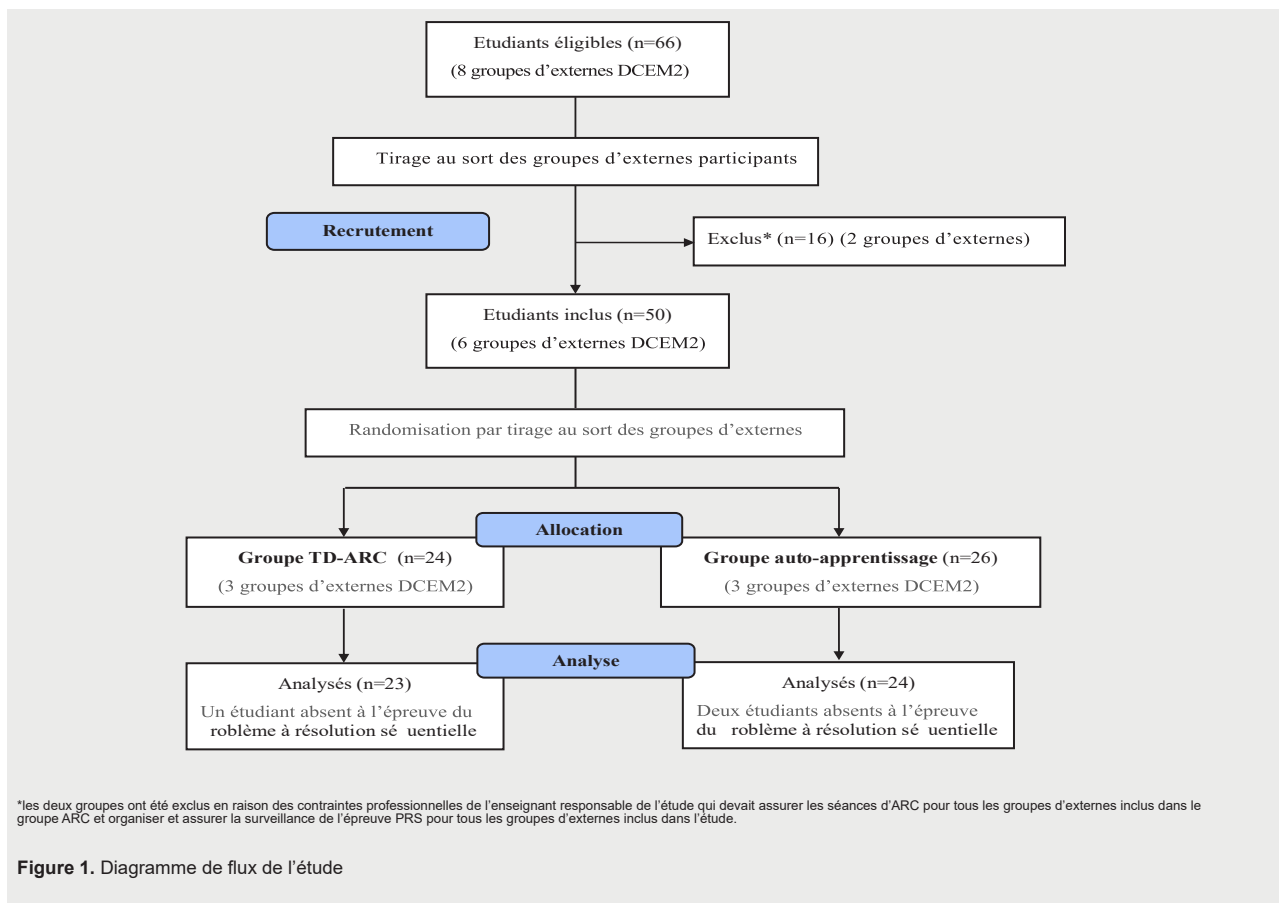 Etudiants éligibles (n=66)
(8 groupes d'externes DCEM2)
Tirage au sort des groupes d'externes participants
Recrutement
Exclus* (n=16) (2 groupes d'externes)
Etudiants inclus (n=50)
(6 groupes d'externes DCEM2)
Randomisation par tirage au sort des groupes d'externes
Allocation
Groupe TD-ARC (n=24)
(3 groupes d'externes DCEM2)
Groupe auto-apprentissage (n=26)
(3 groupes d'externes DCEM2)
Analyse
Analysés (n=23)
Un étudiant absent à l'épreuve du
roblème à résolution sé uentielle
Analysés (n=24)
Deux étudiants absents à l'épreuve
du roblème à résolution sé uentielle
*les deux groupes ont été exclus en raison des contraintes professionnelles de l'enseignant responsable de l'étude qui devait assurer les séances d'ARC pour tous les groupes d'externes inclus dans le
groupe ARC et organiser et assurer la surveillance de l'épreuve PRS pour tous les groupes d'externes inclus dans l'étude.
Figure 1. Diagramme de flux de l'étude